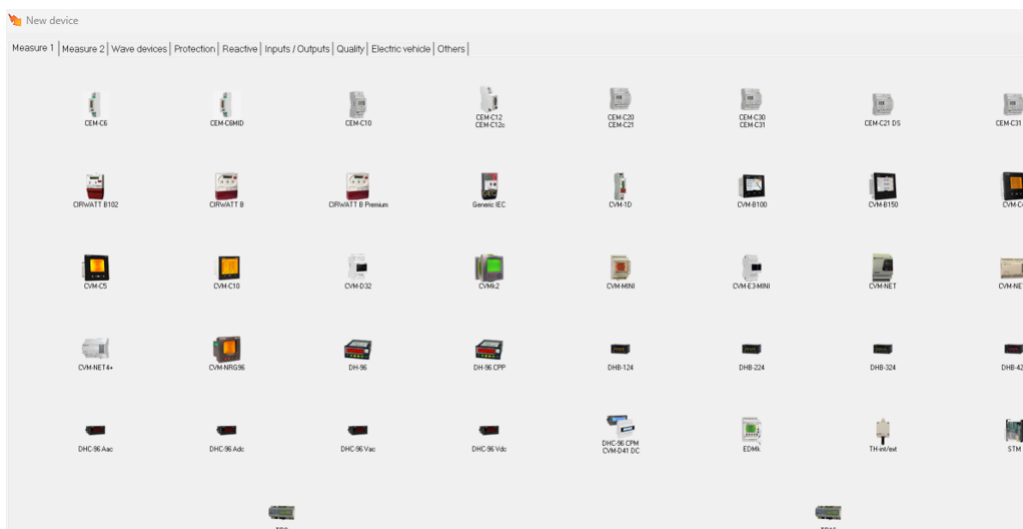 New device
Measure 1 | Measure 2 | Wave devices | Protection | Reactive | Inputs / Outputs | Quality | Electric vehicle | Others |
CEM-C6 CEM-C6MID CEM-C10 CEM-C12 CEM-C20 CEM-C30 CEM-C21 DS CEM-C31
CEM-C12c CEM-C21 CEM-C31
CIRWATT B102 CIRWATT B CIRWATT B Premium Generic IEC CVM-1D CVM-B100 CVM-B150
CVM-C5 CVM-C10 CVM-D32 CVMk2 CVM-MINI CVM-E3-MINI CVM-NET
CVM-NET4+ CVM-NRG96 DH-96 DH-96 CPP DHB-124 DHB-224 DHB-324
DHC-96 Aac DHC-96 Adc DHC-96 Vac DHC-96 Vdc DHC-96 CPM EDMk TH-int/ext STM
CVM-D41 DC